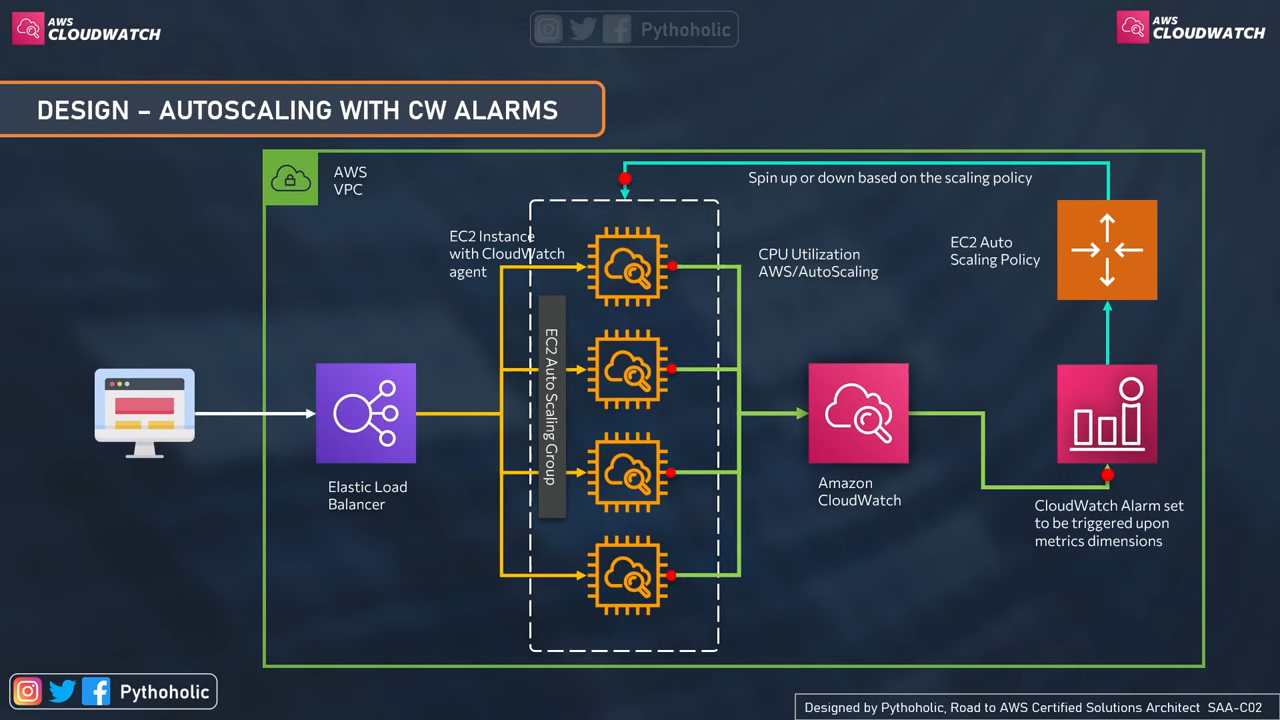 AWS
CLOUDWATCH
Pythoholic
AWS
CLOUDWATCH
DESIGN – AUTOSCALING WITH CW ALARMS
AWS
VPC
Spin up or down based on the scaling policy
EC2 Instance
with CloudWatch
agent
CPU Utilization
AWS/AutoScaling
EC2 Auto
Scaling Policy
EC2 Auto Scaling Group
Elastic Load
Balancer
Amazon
CloudWatch
CloudWatch Alarm set
to be triggered upon
metrics dimensions
Pythoholic
Designed by Pythoholic, Road to AWS Certified Solutions Architect SAA-C02